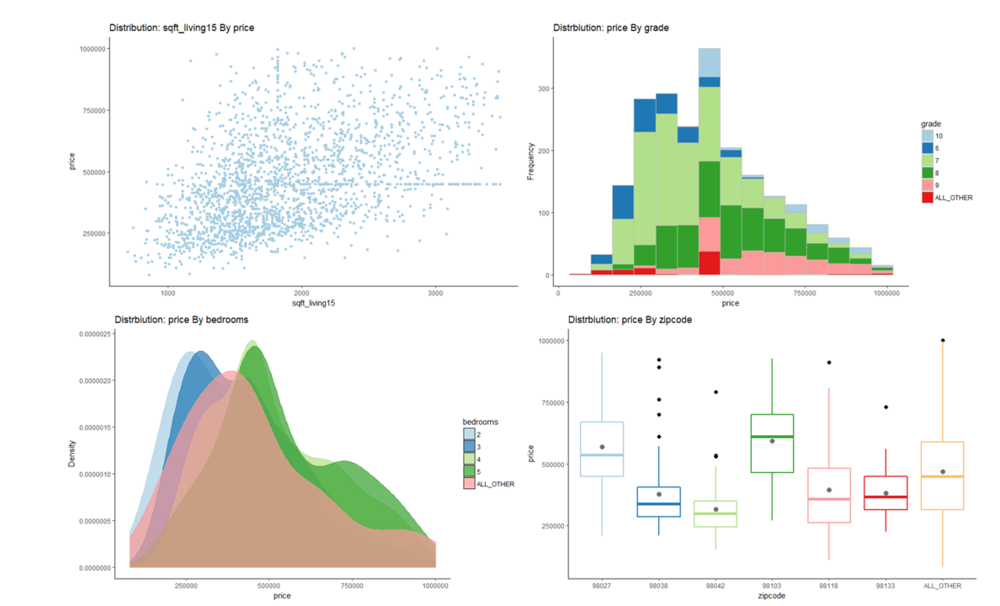 Distribution: sqft_living15 By price
1000000
750000
500000
250000
price
1000
2000
3000
sqft_living15
Distrbiution: price By grade
300
200
100
0
Frequency
0
250000
500000
750000
1000000
price
grade
10
6
7
8
9
ALL_OTHER
Distrbiution: price By bedrooms
0.0000025
0.0000020
0.0000015
0.0000010
0.0000005
0.0000000
Density
250000
500000
750000
1000000
price
bedrooms
2
3
4
5
ALL_OTHER
Distrbiution: price By zipcode
1000000
750000
500000
250000
price
98027
98038
98042
98103
98118
98133
ALL_OTHER
zipcode